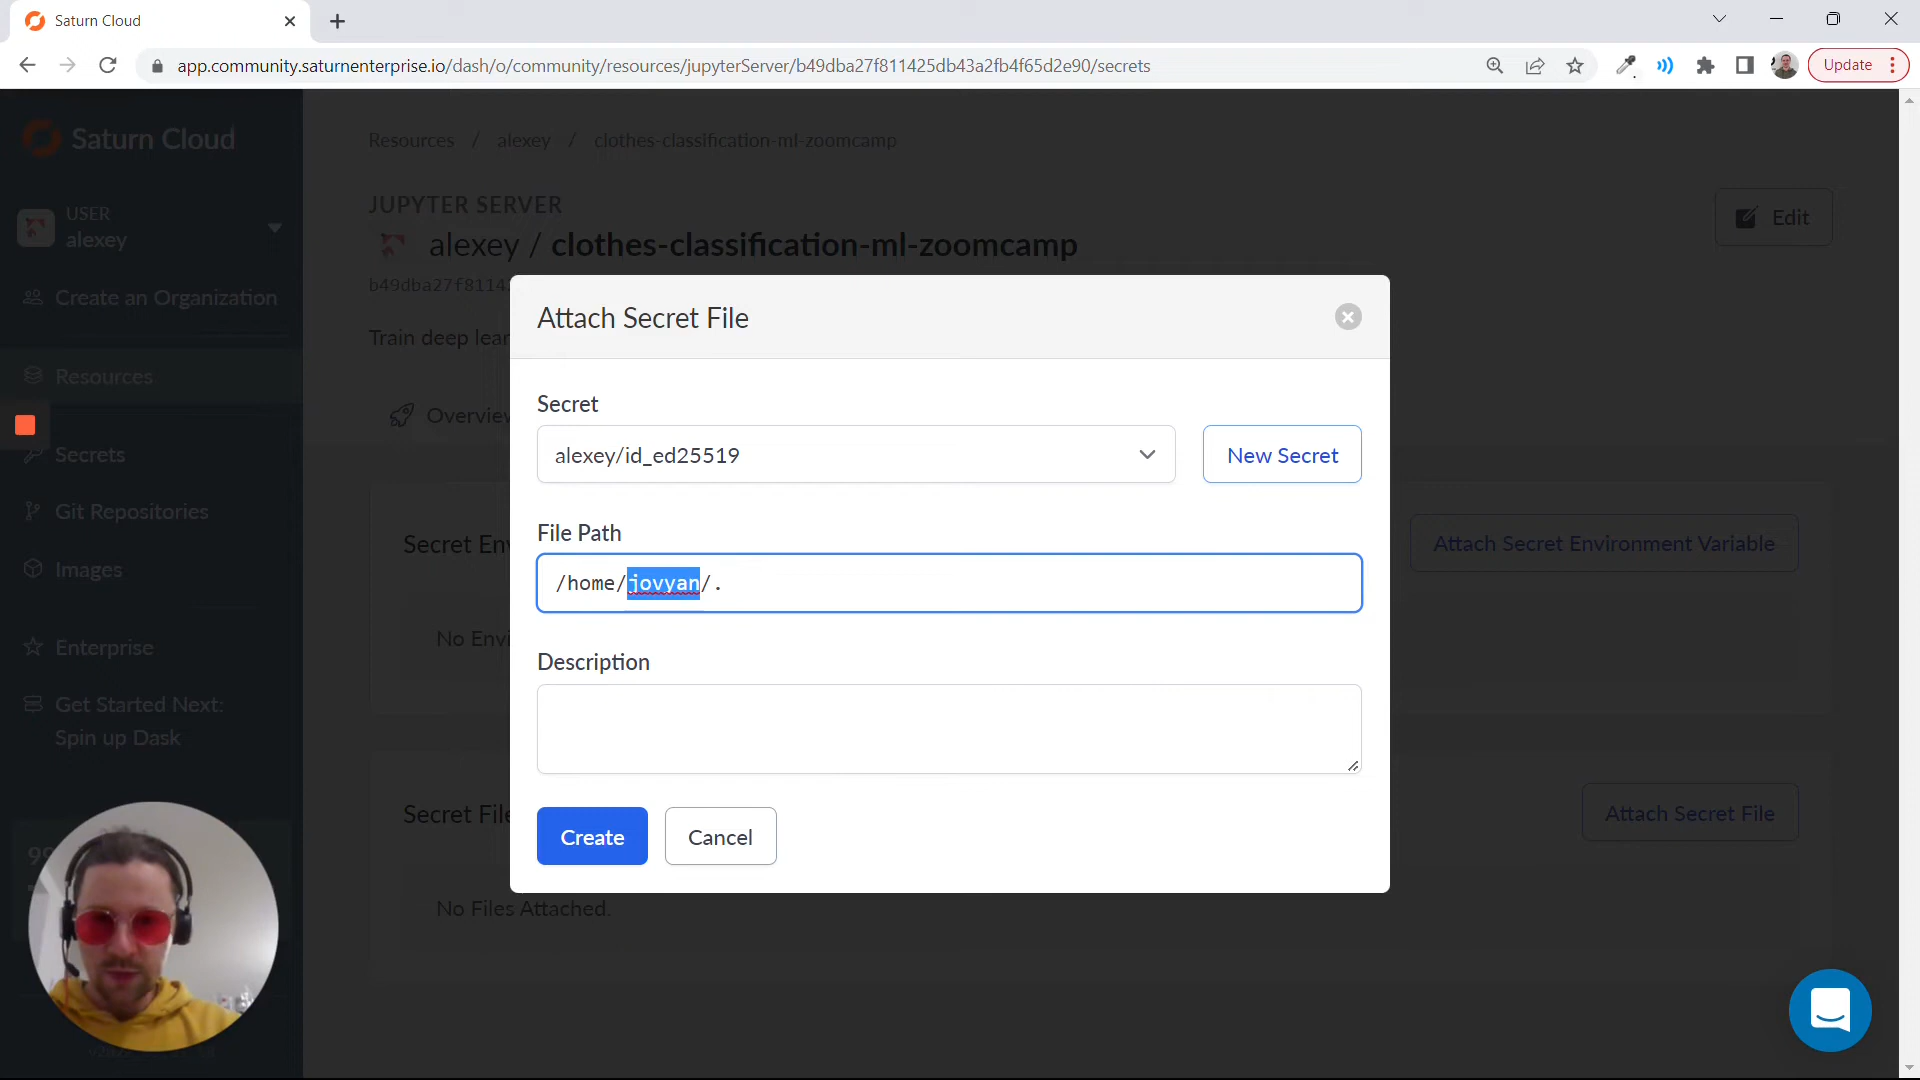 Saturn Cloud
app.community.saturnenterprise.io/dash/o/community/resources/jupyterServer/b49dba27f811425db43a2fb4f65d2e90/secrets
Update
Saturn Cloud
USER
alexey
Create an Organization
Resources
Secrets
Git Repositories
Images
Enterprise
Get Started Next:
Spin up Dask
Resources / alexey / clothes-classification-ml-zoomcamp
JUPYTER SERVER
alexey / clothes-classification-ml-zoomcamp
Edit
b49dba27f8114
Train deep lear
Overview
Secret Env
Attach Secret Environment Variable
No Envi
Secret File
Attach Secret File
No Files Attached.
Attach Secret File
Secret
alexey/id_ed25519
New Secret
File Path
/home/jovyan/.
Description
Create
Cancel